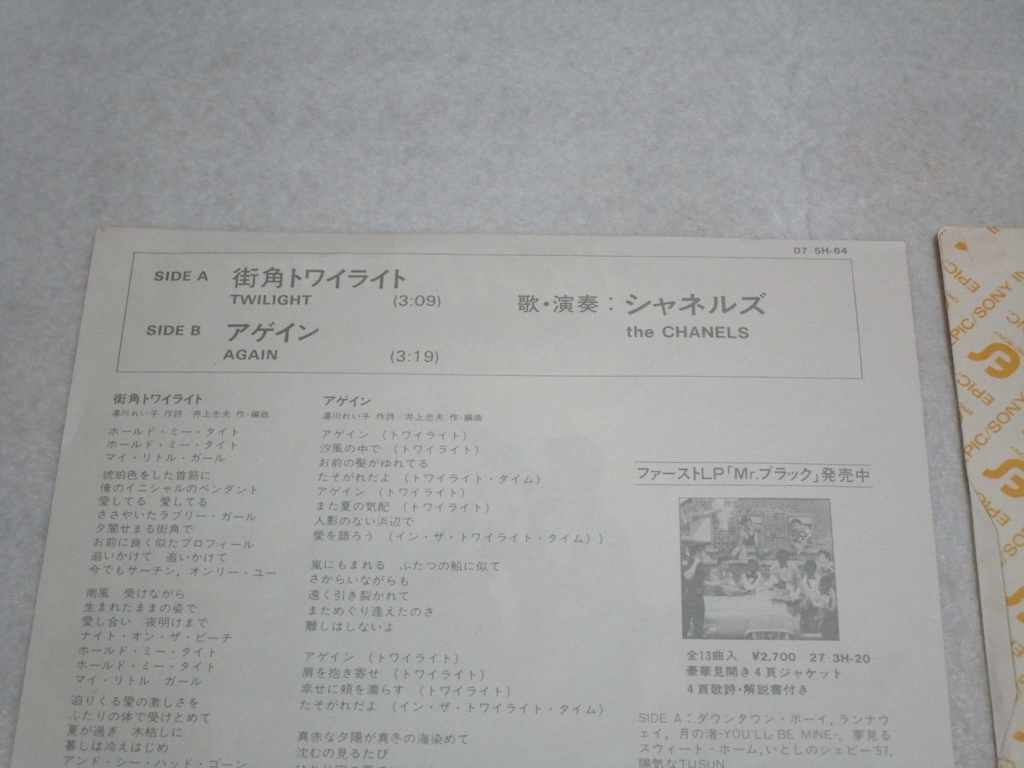 07・5H-64
SIDE A 街角トワイライト
TWILIGHT (3:09)
歌・演奏：シャネルズ
the CHANELS
SIDE B アゲイン
AGAIN (3:19)
街角トワイライト
湯川れい子 作詩／井上忠夫 作・編曲
ホールド・ミー・タイト
ホールド・ミー・タイト
マイ・リトル・ガール
琥珀色をした首筋に
俺のイニシャルのペンダント
愛してる　愛してる
ささやいたラブリー・ガール
夕闇せまる街角で
お前に良く似たプロフィール
追いかけて　追いかけて
今でもサーチン，オンリー・ユー
南風　受けながら
生まれたままの姿で
愛し合い　夜明けまで
ナイト・オン・ザ・ビーチ
ホールド・ミー・タイト
ホールド・ミー・タイト
マイ・リトル　ガール
迫りくる愛の激しさを
ふたりの体で受けとめて
夏が過ぎ　木枯しに
暮しは冷えはじめ
アンド・シー・ハッド・ゴーン
アゲイン
湯川れい子 作詩／井上忠夫 作・編曲
アゲイン （トワイライト）
汐風の中で （トワイライト）
お前の髪がゆれてる
たそがれだよ （トワイライト・タイム）
アゲイン （トワイライト）
また夏の気配 （トワイライト）
人影のない浜辺で
愛を語ろう （イン・ザ・トワイライト・タイム））
嵐にもまれる　ふたつの船に似て
さからいながらも
遠く引き裂かれて
まためぐり逢えたのさ
離しはしないよ
アゲイン （トワイライト）
肩を抱き寄せ （トワイライト）
幸せに頬を濡らす （トワイライト）
たそがれだよ （イン・ザ・トワイライト・タイム）
真赤な夕陽が真冬の海染めて
沈むの見るたび
ファーストLP「Mr.ブラック」発売中
全13曲入 ¥2,700 27・3H-20
豪華見開き4頁ジャケット
4頁歌詩・解説書付き
SIDE A：ダウンタウン・ボーイ，ランナウ
ェイ，月の渚-YOU'LL BE MINE-，夢見る
スウィート・ホーム，いとしのシェビー'57，
陽気なTUSUN，
EPIC/SONY
EPIC/SONY
EPIC